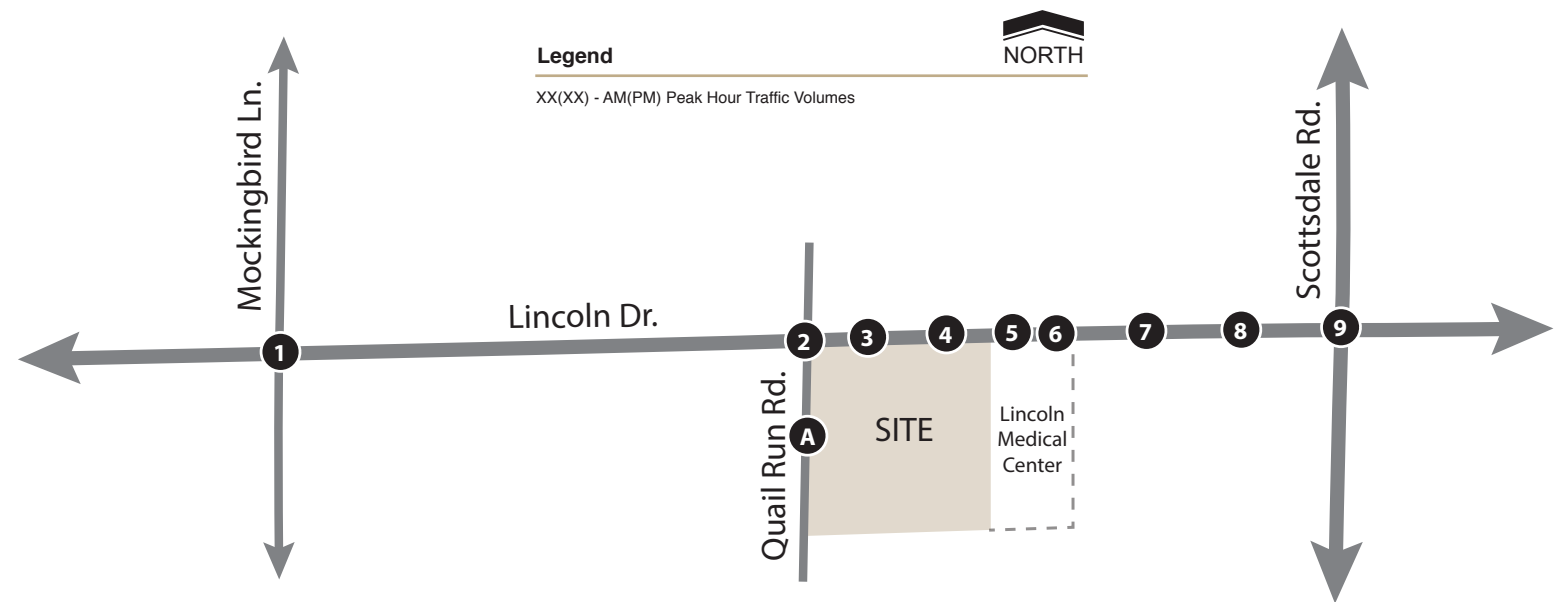 Legend
NORTH
XX(XX) - AM(PM) Peak Hour Traffic Volumes
Mockingbird Ln.
Scottsdale Rd.
Lincoln Dr.
1
2
3
4
5
6
7
8
9
Quail Run Rd.
A
SITE
Lincoln
Medical
Center